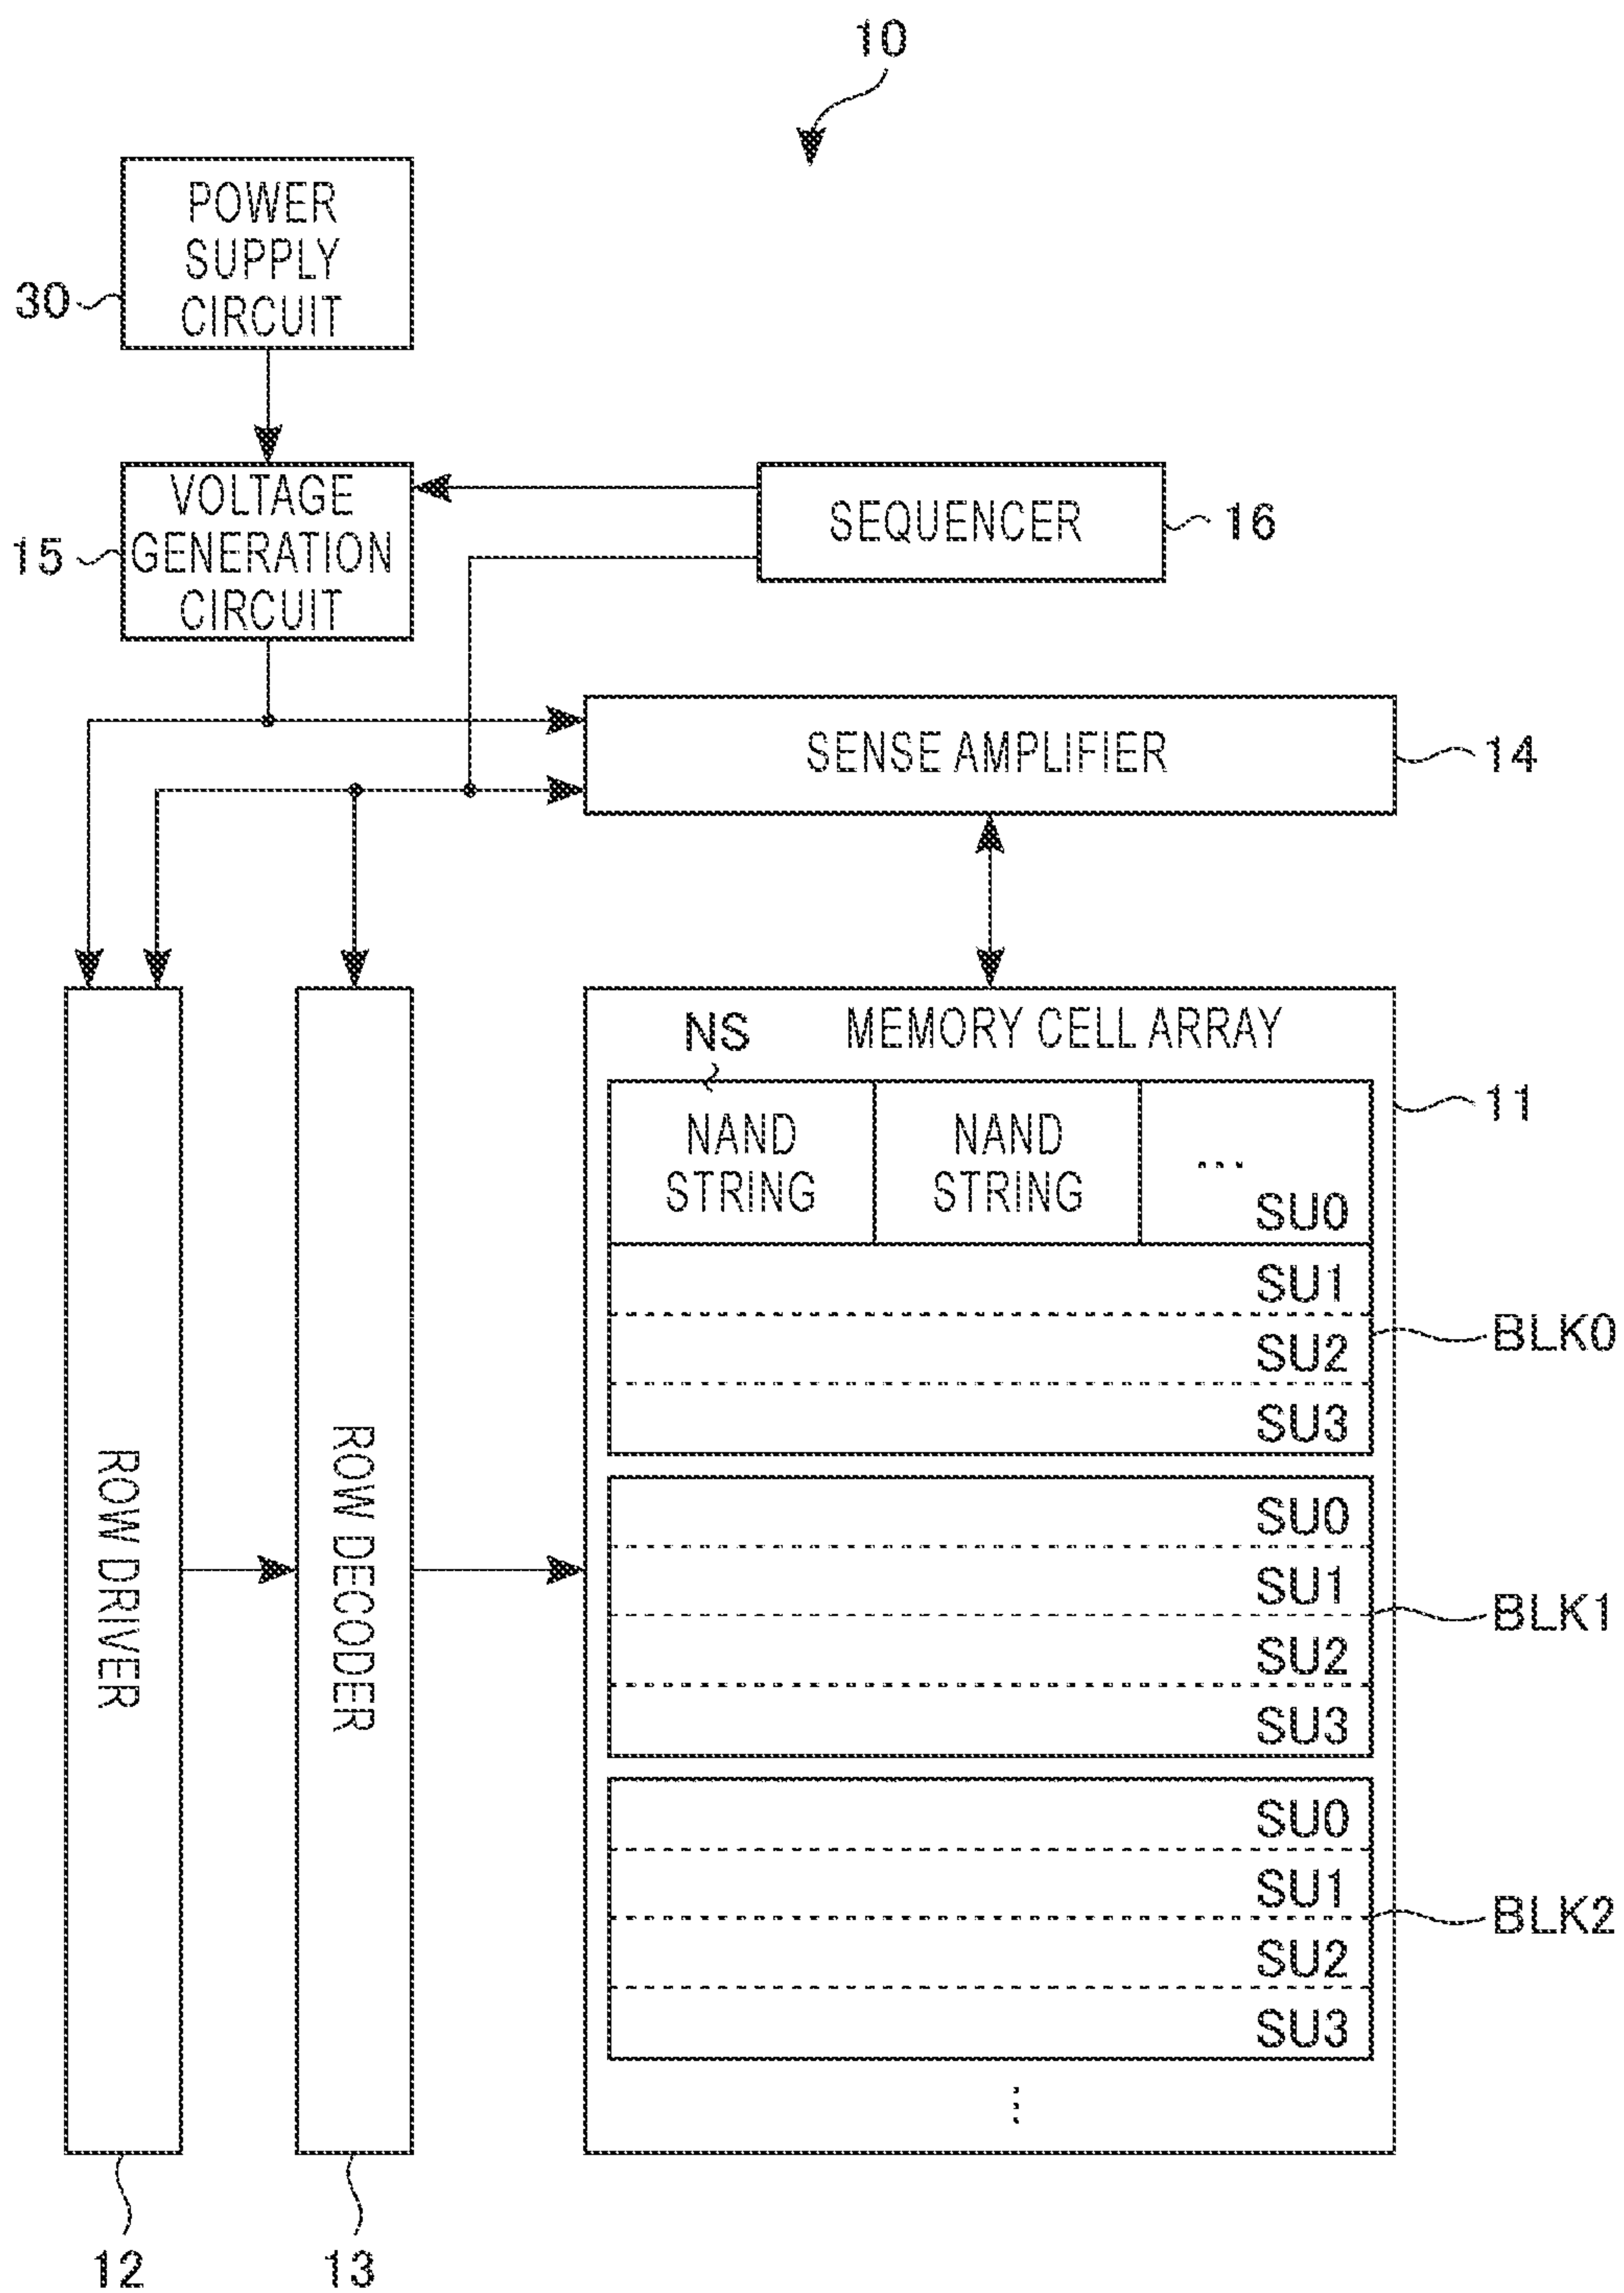 10
POWER
SUPPLY
CIRCUIT
30
VOLTAGE
GENERATION
CIRCUIT
15
SEQUENCER
16
SENSE AMPLIFIER
14
NS
MEMORY CELL ARRAY
11
NAND
STRING
NAND
STRING
...
SU0
SU1
SU2
SU3
BLK0
SU0
SU1
SU2
SU3
BLK1
SU0
SU1
SU2
SU3
BLK2
ROW DRIVER
ROW DECODER
12
13